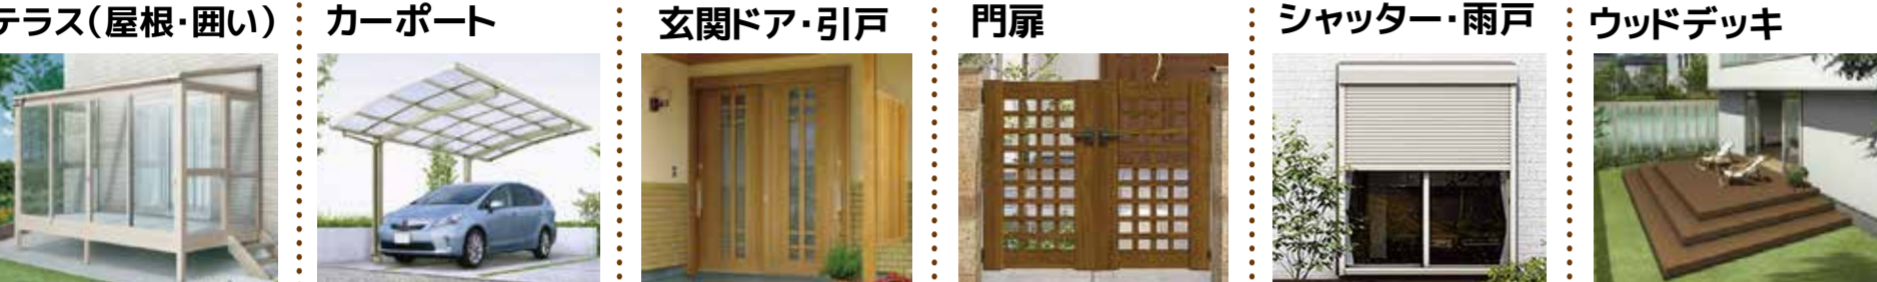 テラス(屋根・囲い)
カーポート
玄関ドア・引戸
門扉
シャッター・雨戸
ウッドデッキ